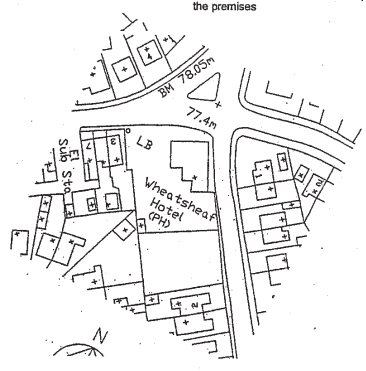 the premises
BM 78.05m
77.4m
LB
El
Sub Sta
Wheatsheaf
Hotel
(PH)
N